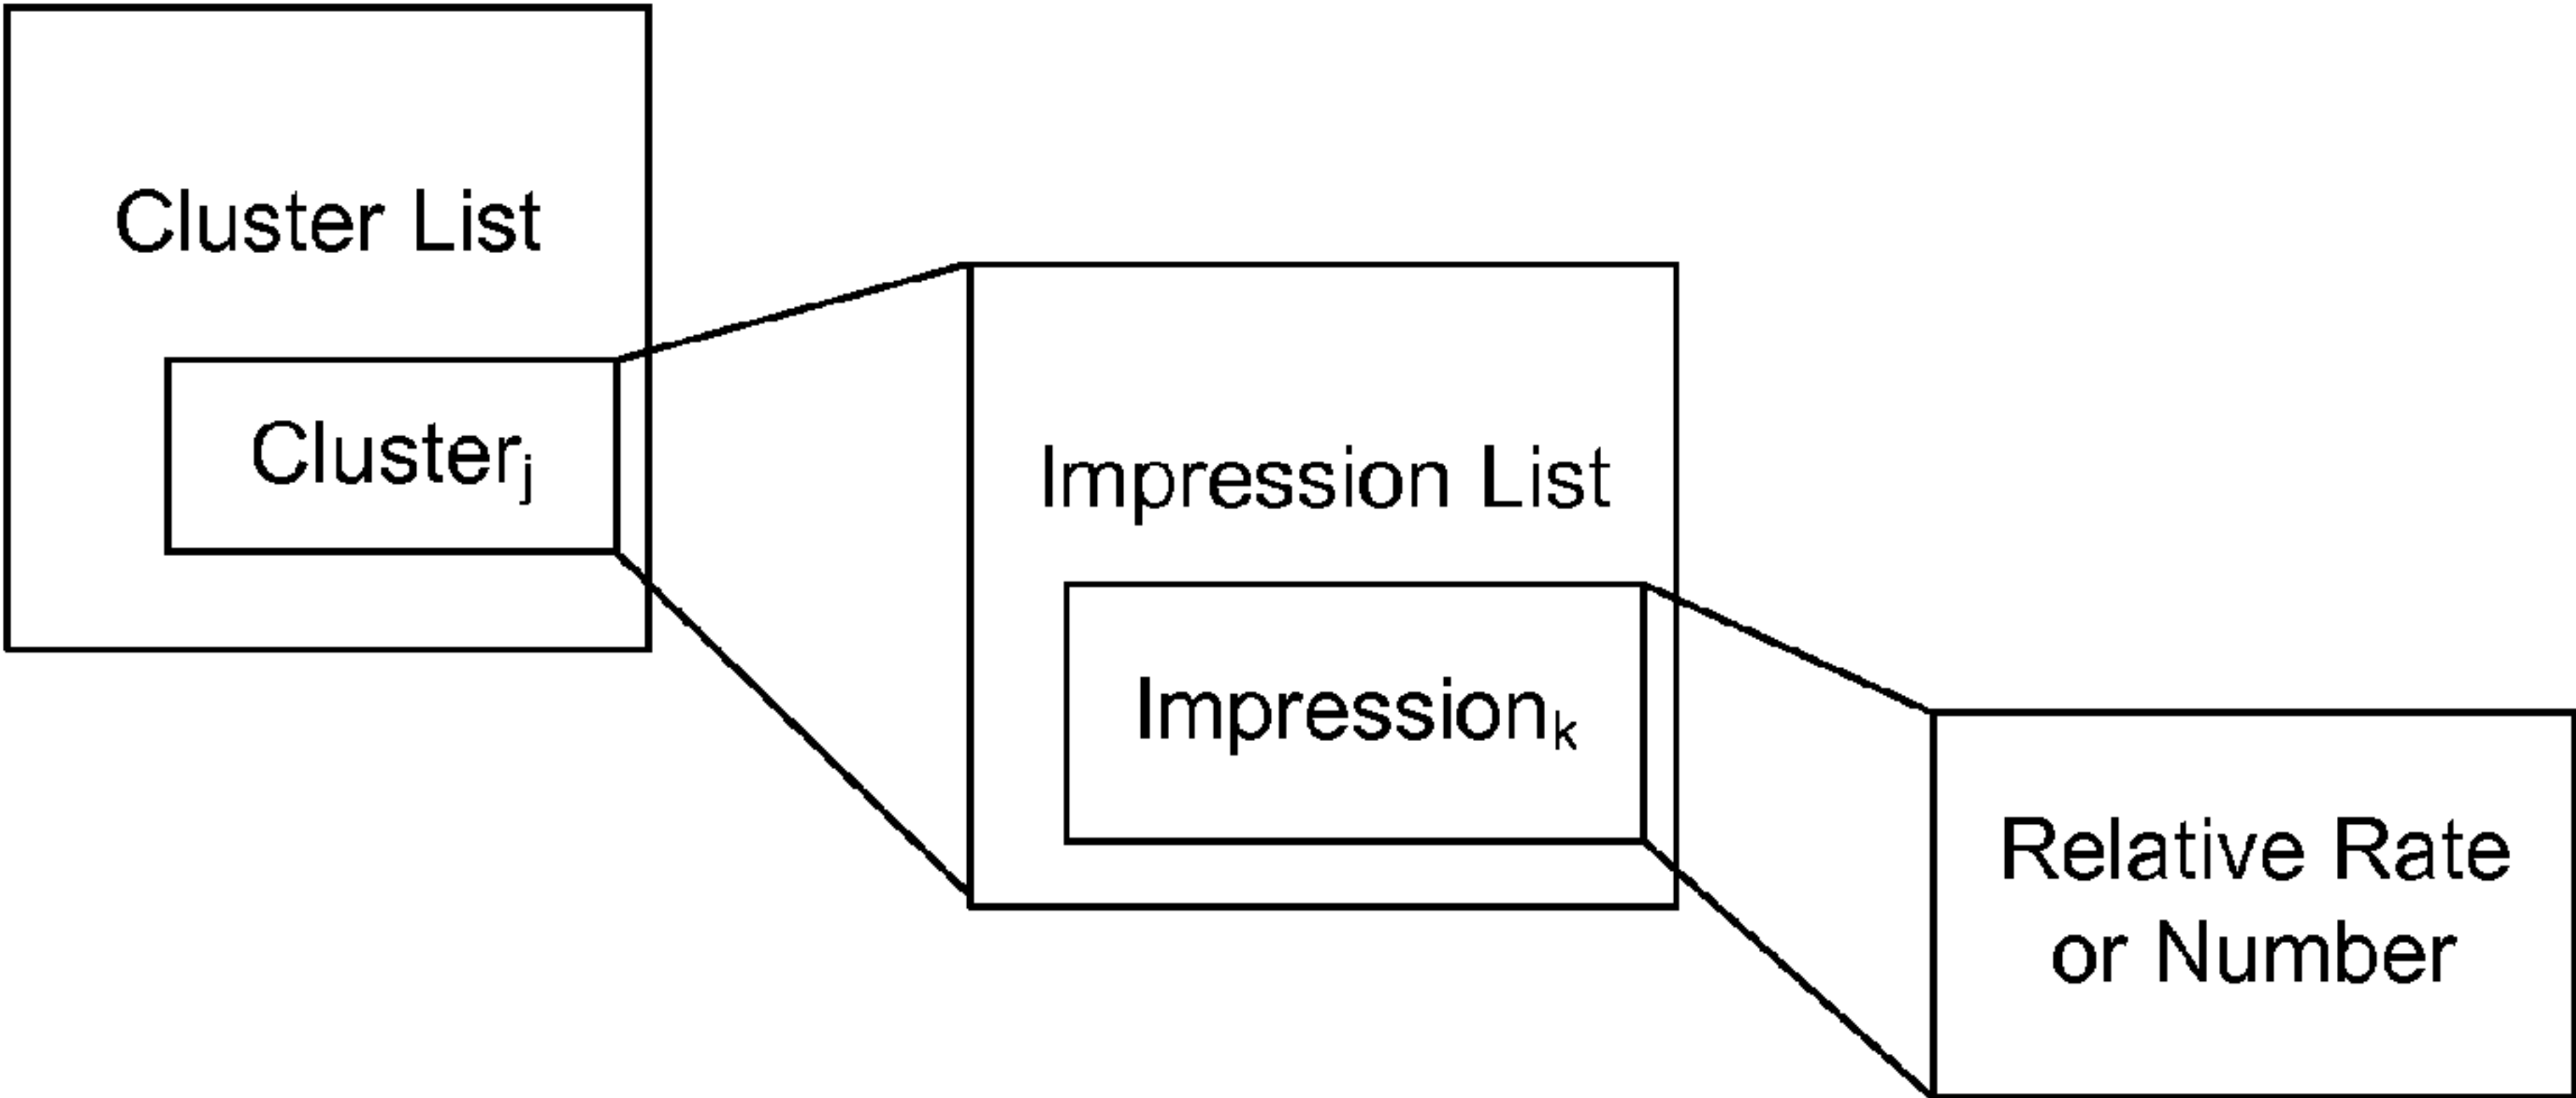 Cluster List
Clusterj
Impression List
Impressionk
Relative Rate
or Number